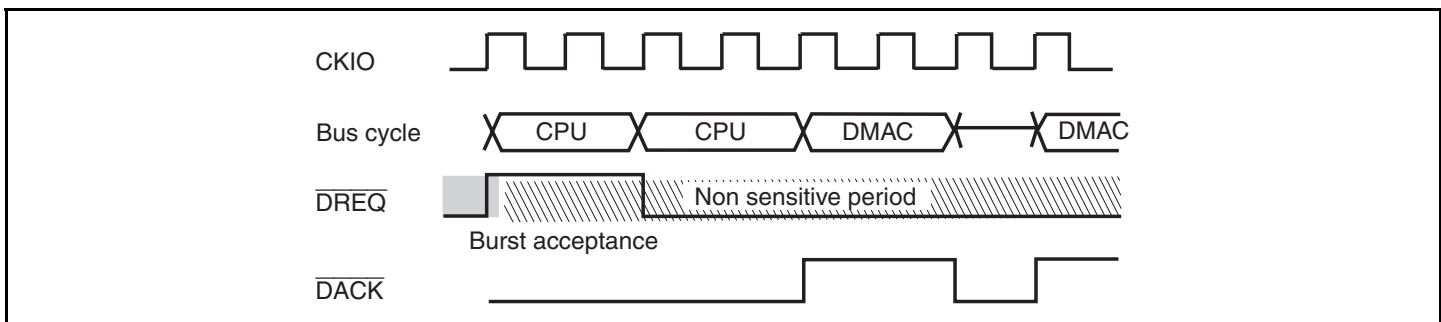 CKIO
Bus cycle CPU CPU DMAC DMAC
DREQ Non sensitive period
Burst acceptance
DACK